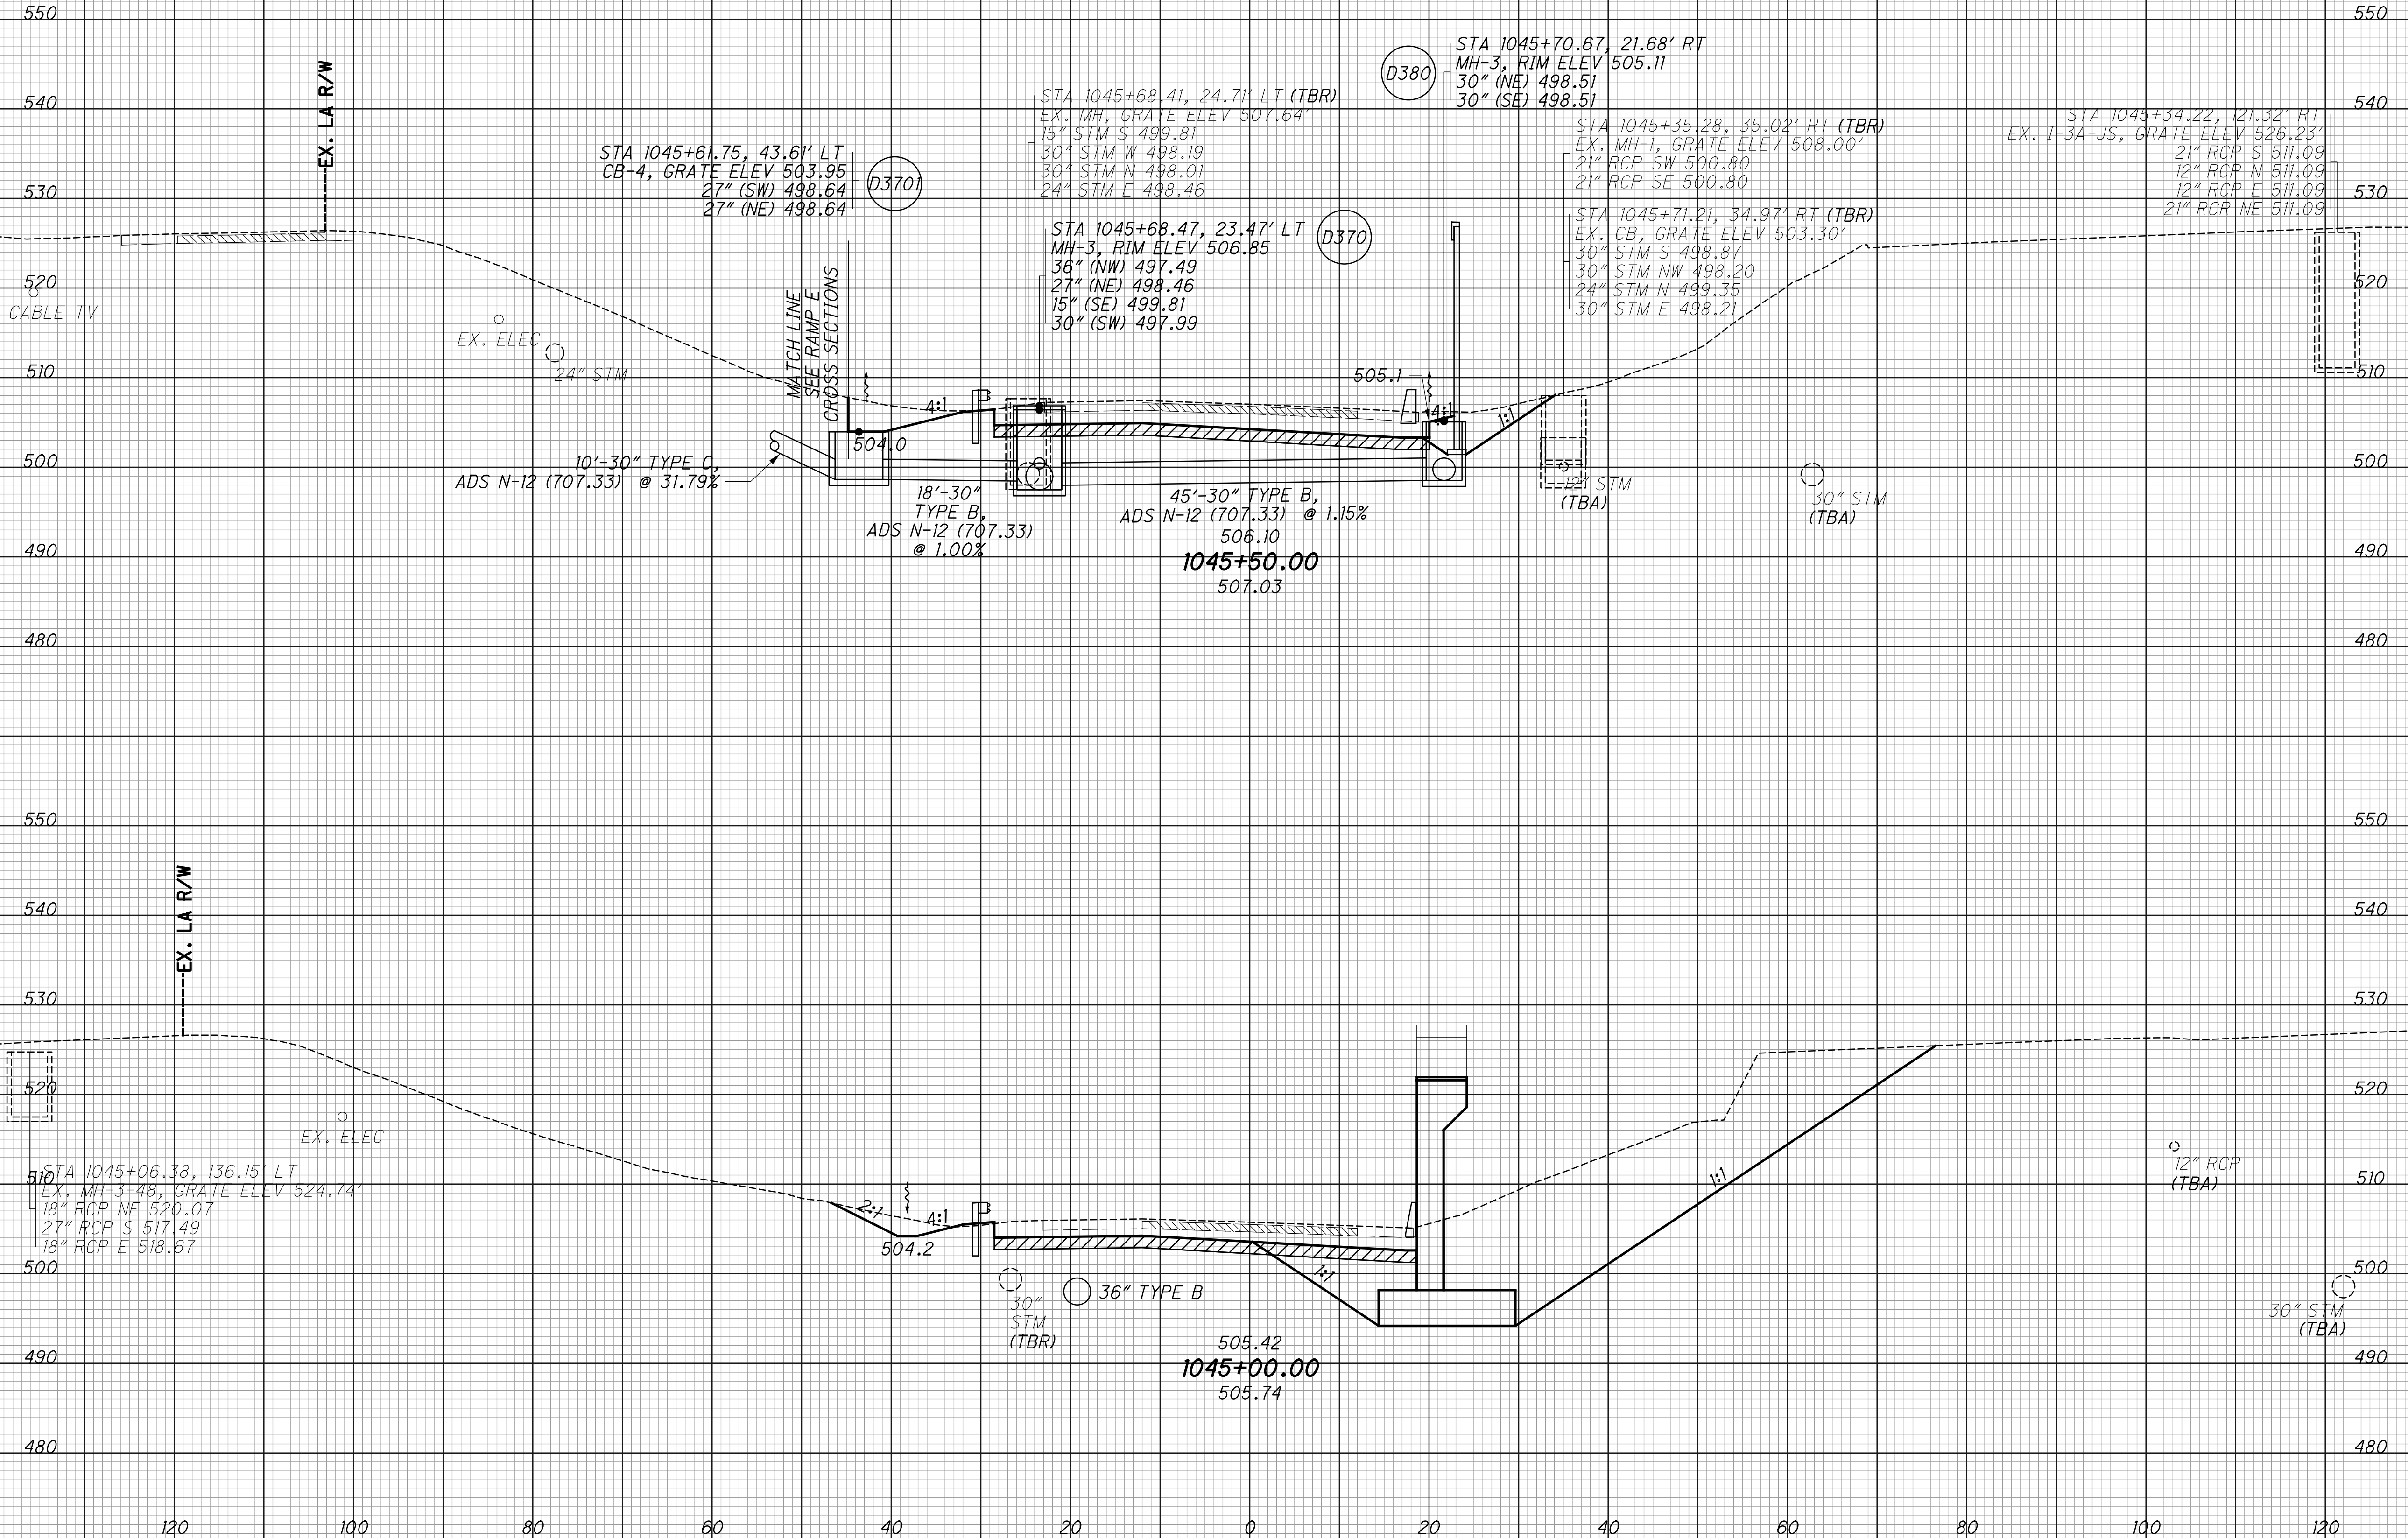 550
550
EX. LA R/W
540
540
STA 1045+68.41, 24.71' LT (TBR)
EX. MH, GRATE ELEV 507.64'
15" STM S 499.81
30" STM W 498.19
30" STM N 498.01
24" STM E 498.46
D380
STA 1045+70.67, 21.68' RT
MH-3, RIM ELEV 505.11
30" (NE) 498.51
30" (SE) 498.51
STA 1045+35.28, 35.02' RT (TBR)
EX. MH-1, GRATE ELEV 508.00'
21" RCP SW 500.80
21" RCP SE 500.80
STA 1045+34.22, 121.32' RT
EX. I-3A-JS, GRATE ELEV 526.23'
21" RCP S 511.09
12" RCP N 511.09
12" RCP E 511.09
21" RCR NE 511.09
STA 1045+61.75, 43.61' LT
CB-4, GRATE ELEV 503.95
27" (SW) 498.64
27" (NE) 498.64
D3701
530
530
STA 1045+68.47, 23.47' LT
MH-3, RIM ELEV 506.85
36" (NW) 497.49
27" (NE) 498.46
15" (SE) 499.81
30" (SW) 497.99
D370
STA 1045+71.21, 34.97' RT (TBR)
EX. CB, GRATE ELEV 503.30'
30" STM S 498.87
30" STM NW 498.20
24" STM N 499.35
30" STM E 498.21
520
520
CABLE TV
EX. ELEC
24" STM
MATCH LINE
SEE RAMP E
CROSS SECTIONS
510
510
505.1
4:1
4:1
1:1
504.0
500
500
10'-30" TYPE C,
ADS N-12 (707.33) @ 31.79%
18'-30"
TYPE B,
ADS N-12 (707.33)
@ 1.00%
45'-30" TYPE B,
ADS N-12 (707.33) @ 1.15%
12" STM
(TBA)
30" STM
(TBA)
506.10
1045+50.00
507.03
490
490
480
480
550
550
EX. LA R/W
540
540
530
530
520
520
EX. ELEC
510
510
STA 1045+06.38, 136.15' LT
EX. MH-3-48, GRATE ELEV 524.74'
18" RCP NE 520.07
27" RCP S 517.49
18" RCP E 518.67
2:1
4:1
504.2
1:1
1:1
12" RCP
(TBA)
500
500
30"
STM
(TBR)
36" TYPE B
30" STM
(TBA)
505.42
1045+00.00
505.74
490
490
480
480
120 100 80 60 40 20 0 20 40 60 80 100 120